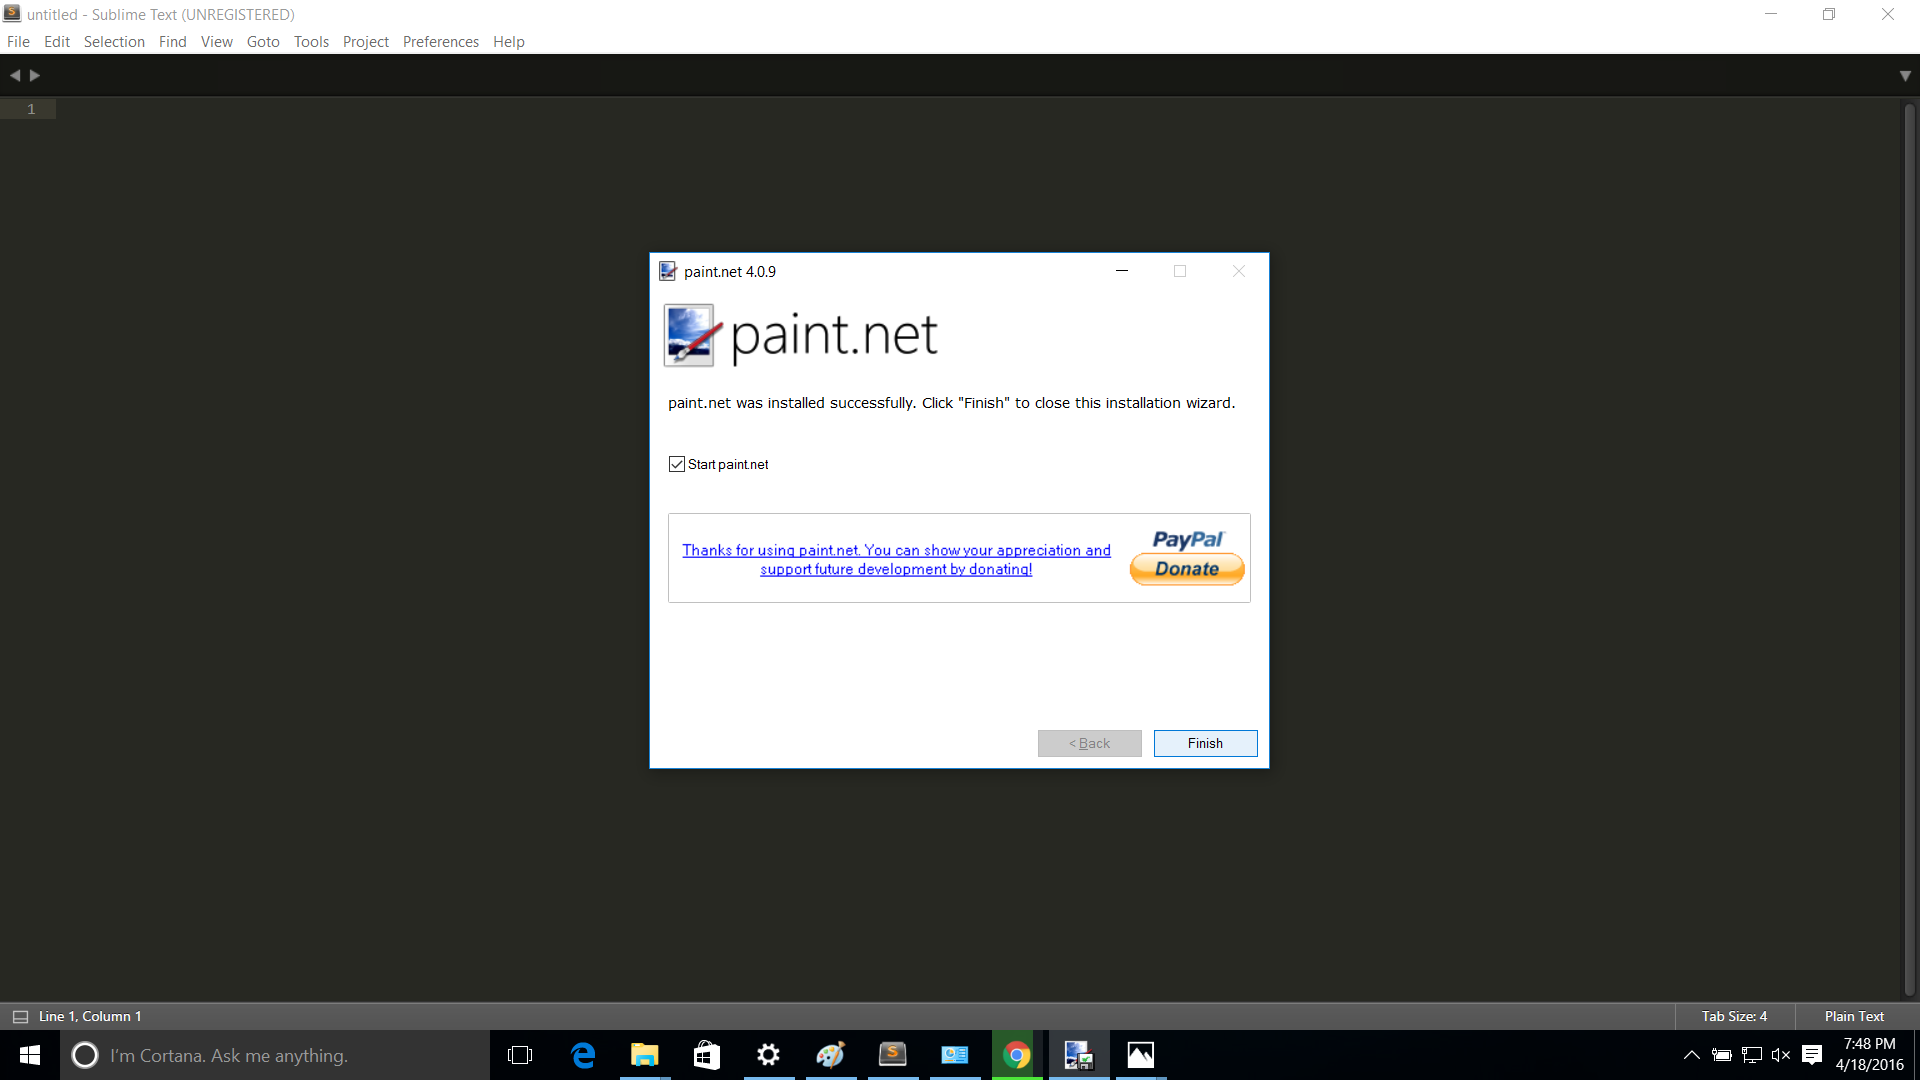 untitled - Sublime Text (UNREGISTERED)
File Edit Selection Find View Goto Tools Project Preferences Help
1
paint.net 4.0.9
paint.net
paint.net was installed successfully. Click "Finish" to close this installation wizard.
Start paint.net
Thanks for using paint.net. You can show your appreciation and
support future development by donating!
PayPal
Donate
< Back Finish
Line 1, Column 1 Tab Size: 4 Plain Text
I'm Cortana. Ask me anything.
7:48 PM
4/18/2016